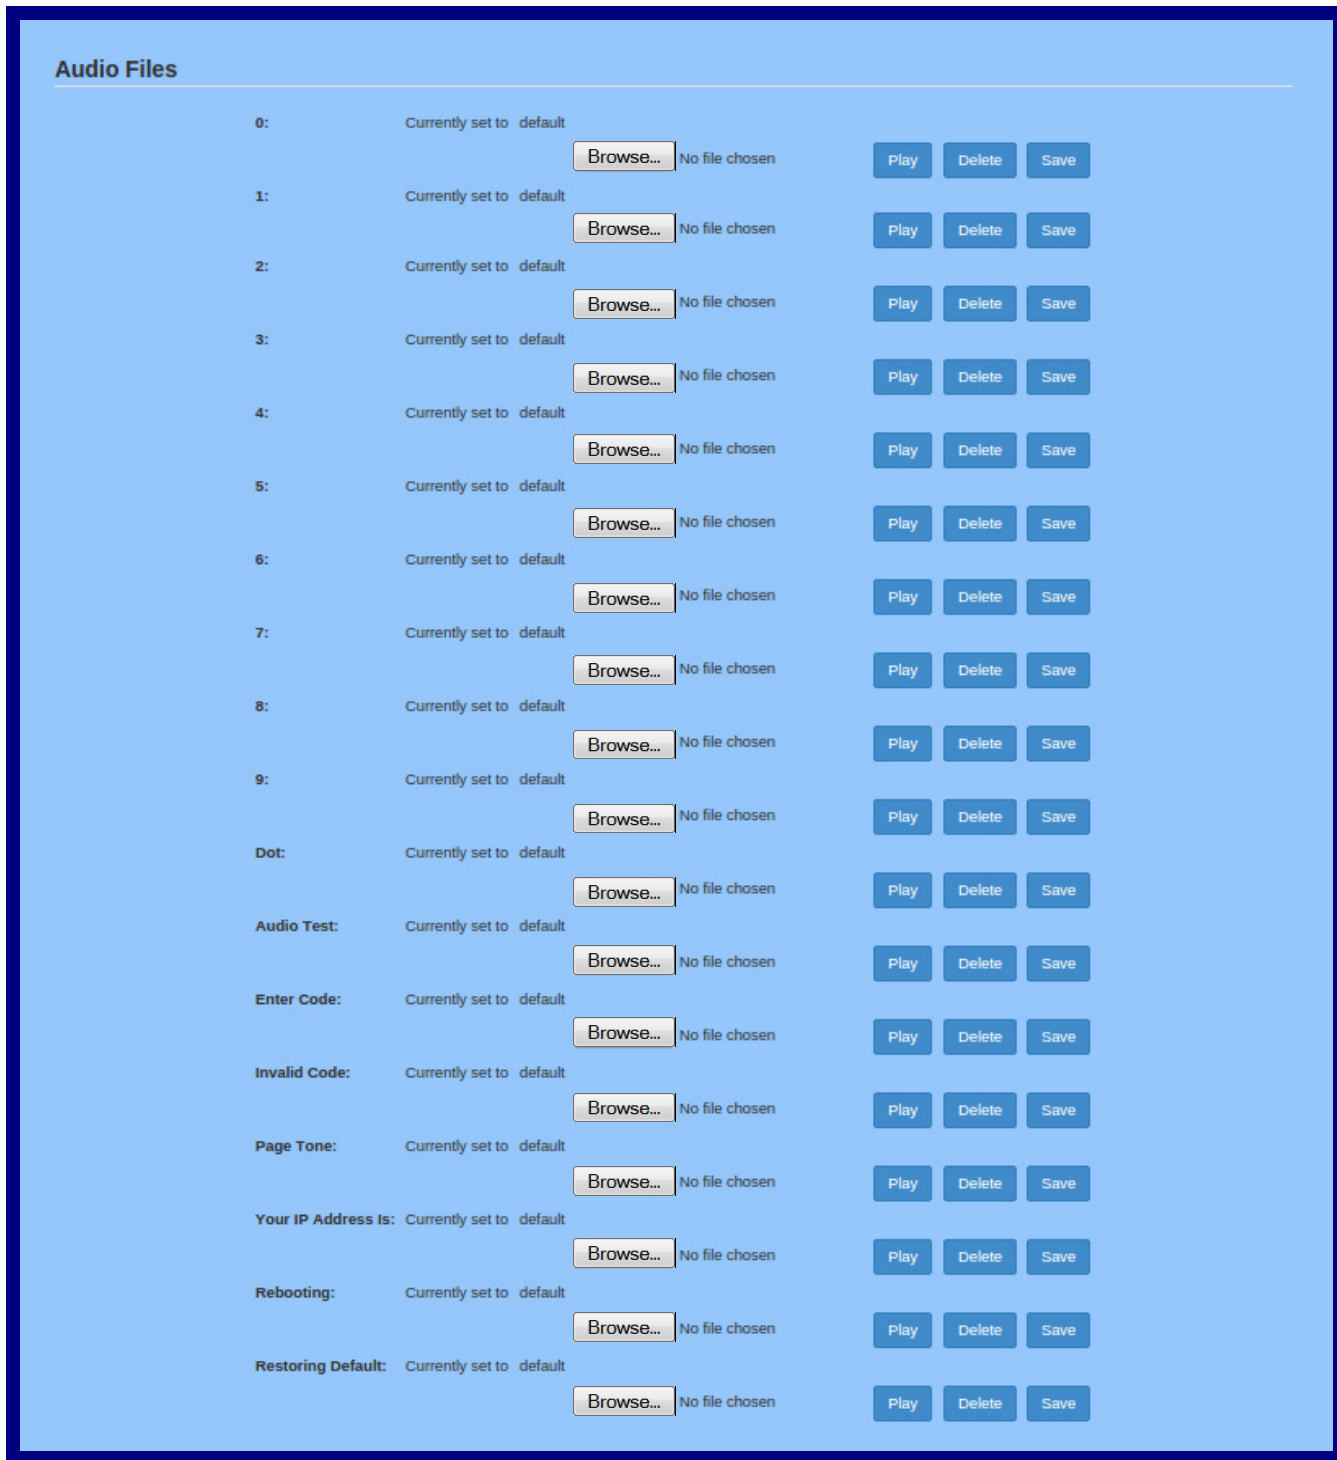 Audio Files
0: Currently set to default
Browse... No file chosen Play Delete Save
1: Currently set to default
Browse... No file chosen Play Delete Save
2: Currently set to default
Browse... No file chosen Play Delete Save
3: Currently set to default
Browse... No file chosen Play Delete Save
4: Currently set to default
Browse... No file chosen Play Delete Save
5: Currently set to default
Browse... No file chosen Play Delete Save
6: Currently set to default
Browse... No file chosen Play Delete Save
7: Currently set to default
Browse... No file chosen Play Delete Save
8: Currently set to default
Browse... No file chosen Play Delete Save
9: Currently set to default
Browse... No file chosen Play Delete Save
Dot: Currently set to default
Browse... No file chosen Play Delete Save
Audio Test: Currently set to default
Browse... No file chosen Play Delete Save
Enter Code: Currently set to default
Browse... No file chosen Play Delete Save
Invalid Code: Currently set to default
Browse... No file chosen Play Delete Save
Page Tone: Currently set to default
Browse... No file chosen Play Delete Save
Your IP Address Is: Currently set to default
Browse... No file chosen Play Delete Save
Rebooting: Currently set to default
Browse... No file chosen Play Delete Save
Restoring Default: Currently set to default
Browse... No file chosen Play Delete Save